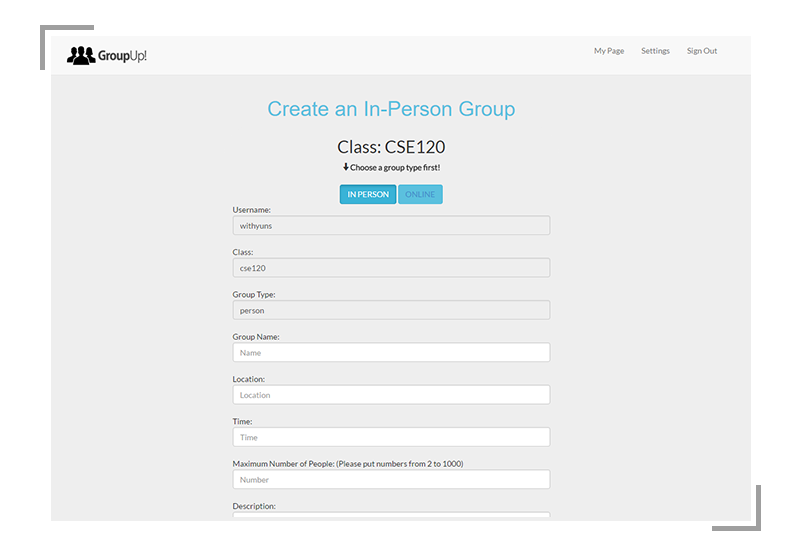 GroupUp!
My Page Settings Sign Out
Create an In-Person Group
Class: CSE120
Choose a group type first!
IN PERSON ONLINE
Username:
withyuns
Class:
cse120
Group Type:
person
Group Name:
Name
Location:
Location
Time:
Time
Maximum Number of People: (Please put numbers from 2 to 1000)
Number
Description: